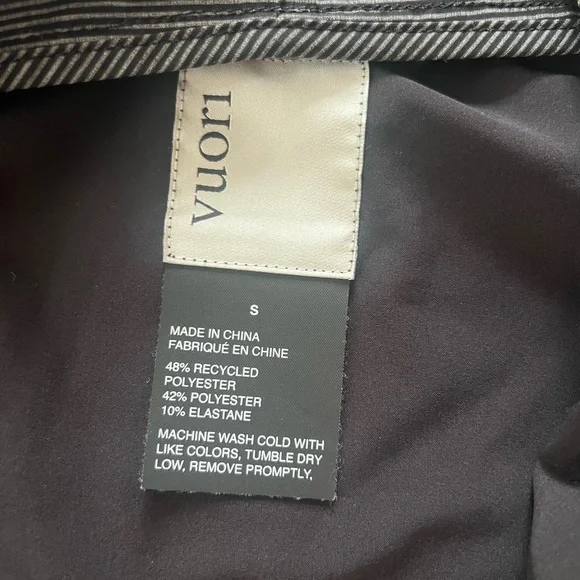 vuori
S
MADE IN CHINA
FABRIQUÉ EN CHINE
48% RECYCLED
POLYESTER
42% POLYESTER
10% ELASTANE
MACHINE WASH COLD WITH
LIKE COLORS, TUMBLE DRY
LOW, REMOVE PROMPTLY,